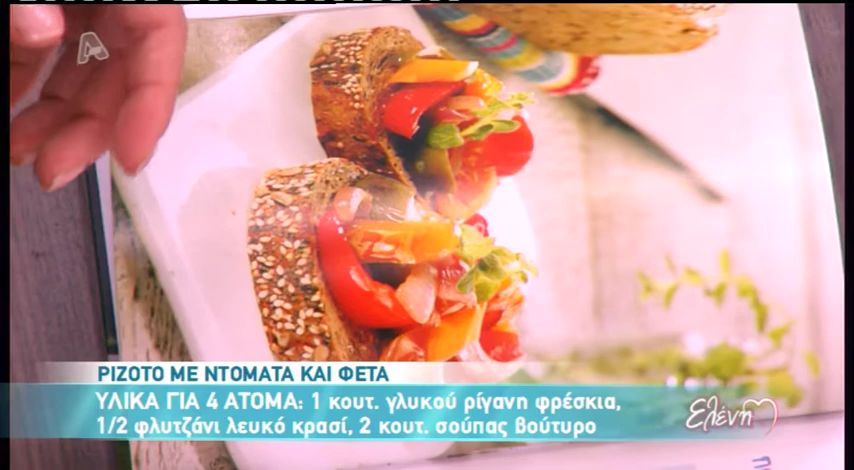 ΡΙΖΟΤΟ ΜΕ ΝΤΟΜΑΤΑ ΚΑΙ ΦΕΤΑ
ΥΛΙΚΑ ΓΙΑ 4 ΑΤΟΜΑ: 1 κουτ. γλυκού ρίγανη φρέσκια,
1/2 φλυτζάνι λευκό κρασί, 2 κουτ. σούπας βούτυρο
Ελένη